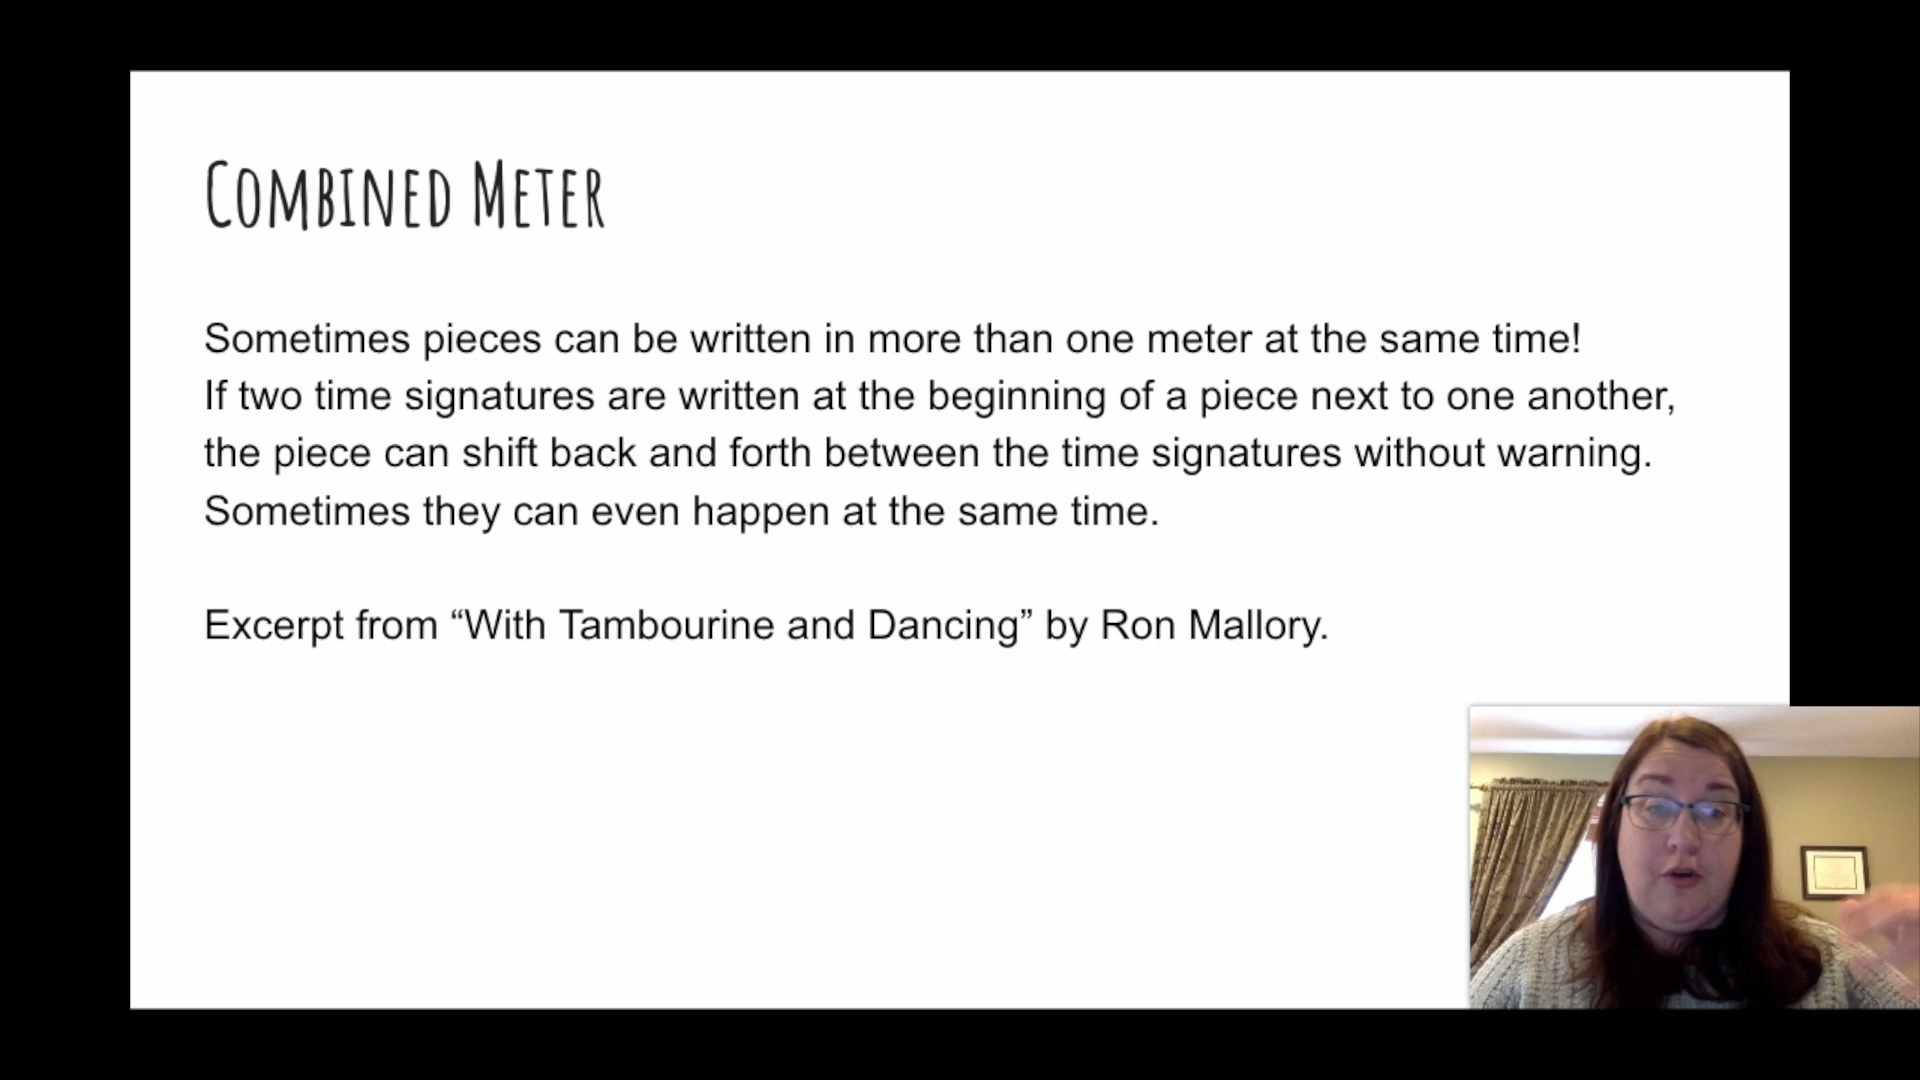 Combined Meter
Sometimes pieces can be written in more than one meter at the same time!
If two time signatures are written at the beginning of a piece next to one another,
the piece can shift back and forth between the time signatures without warning.
Sometimes they can even happen at the same time.
Excerpt from “With Tambourine and Dancing” by Ron Mallory.